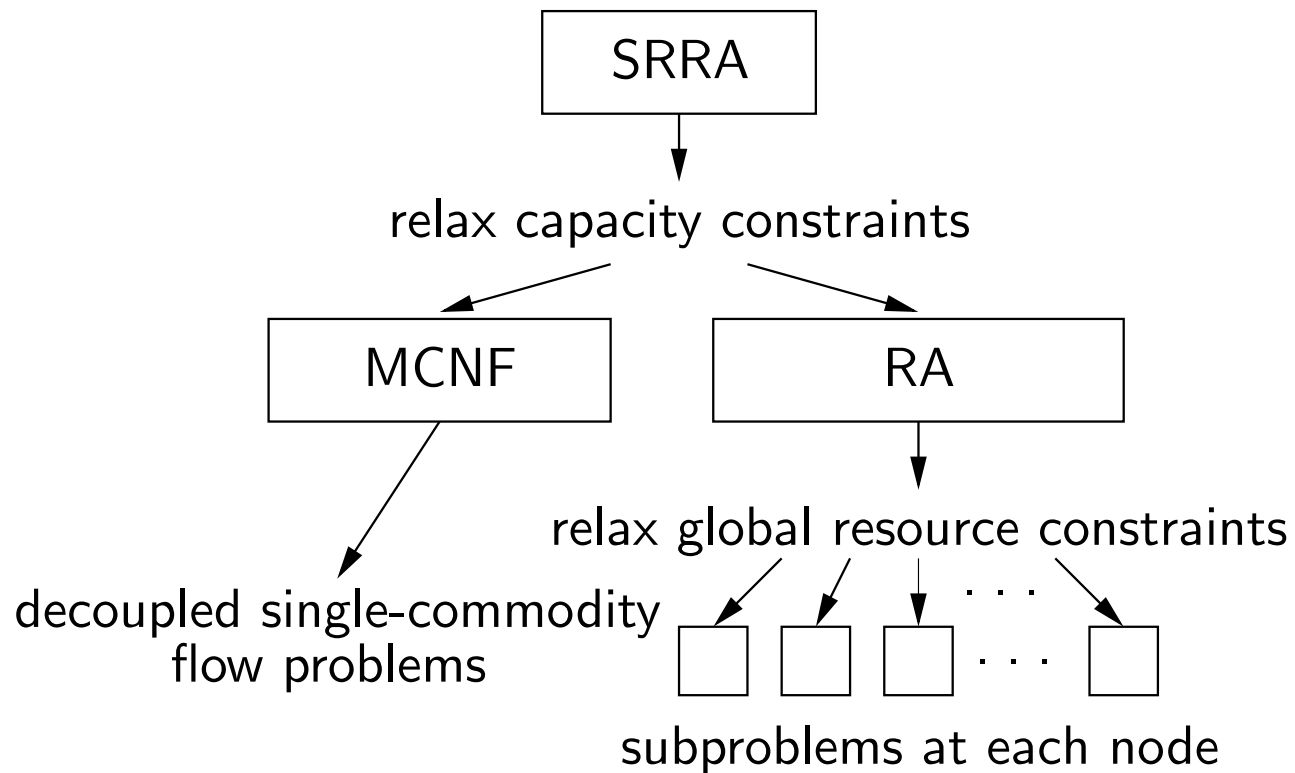 SRRA
relax capacity constraints
MCNF
RA
relax global resource constraints
. . .
decoupled single-commodity
flow problems
. . .
subproblems at each node